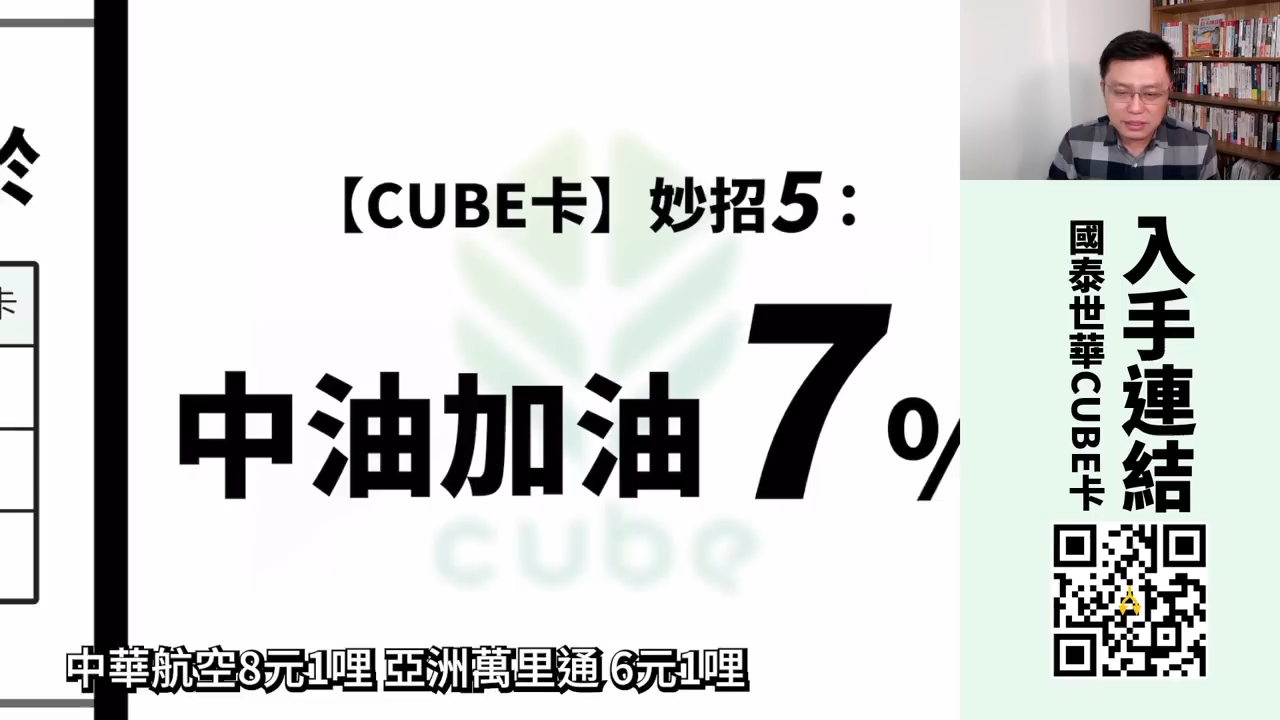 於
卡
【CUBE卡】妙招5：
中油加油7%
cube
中華航空8元1哩 亞洲萬里通 6元1哩
入手連結
國泰世華CUBE卡